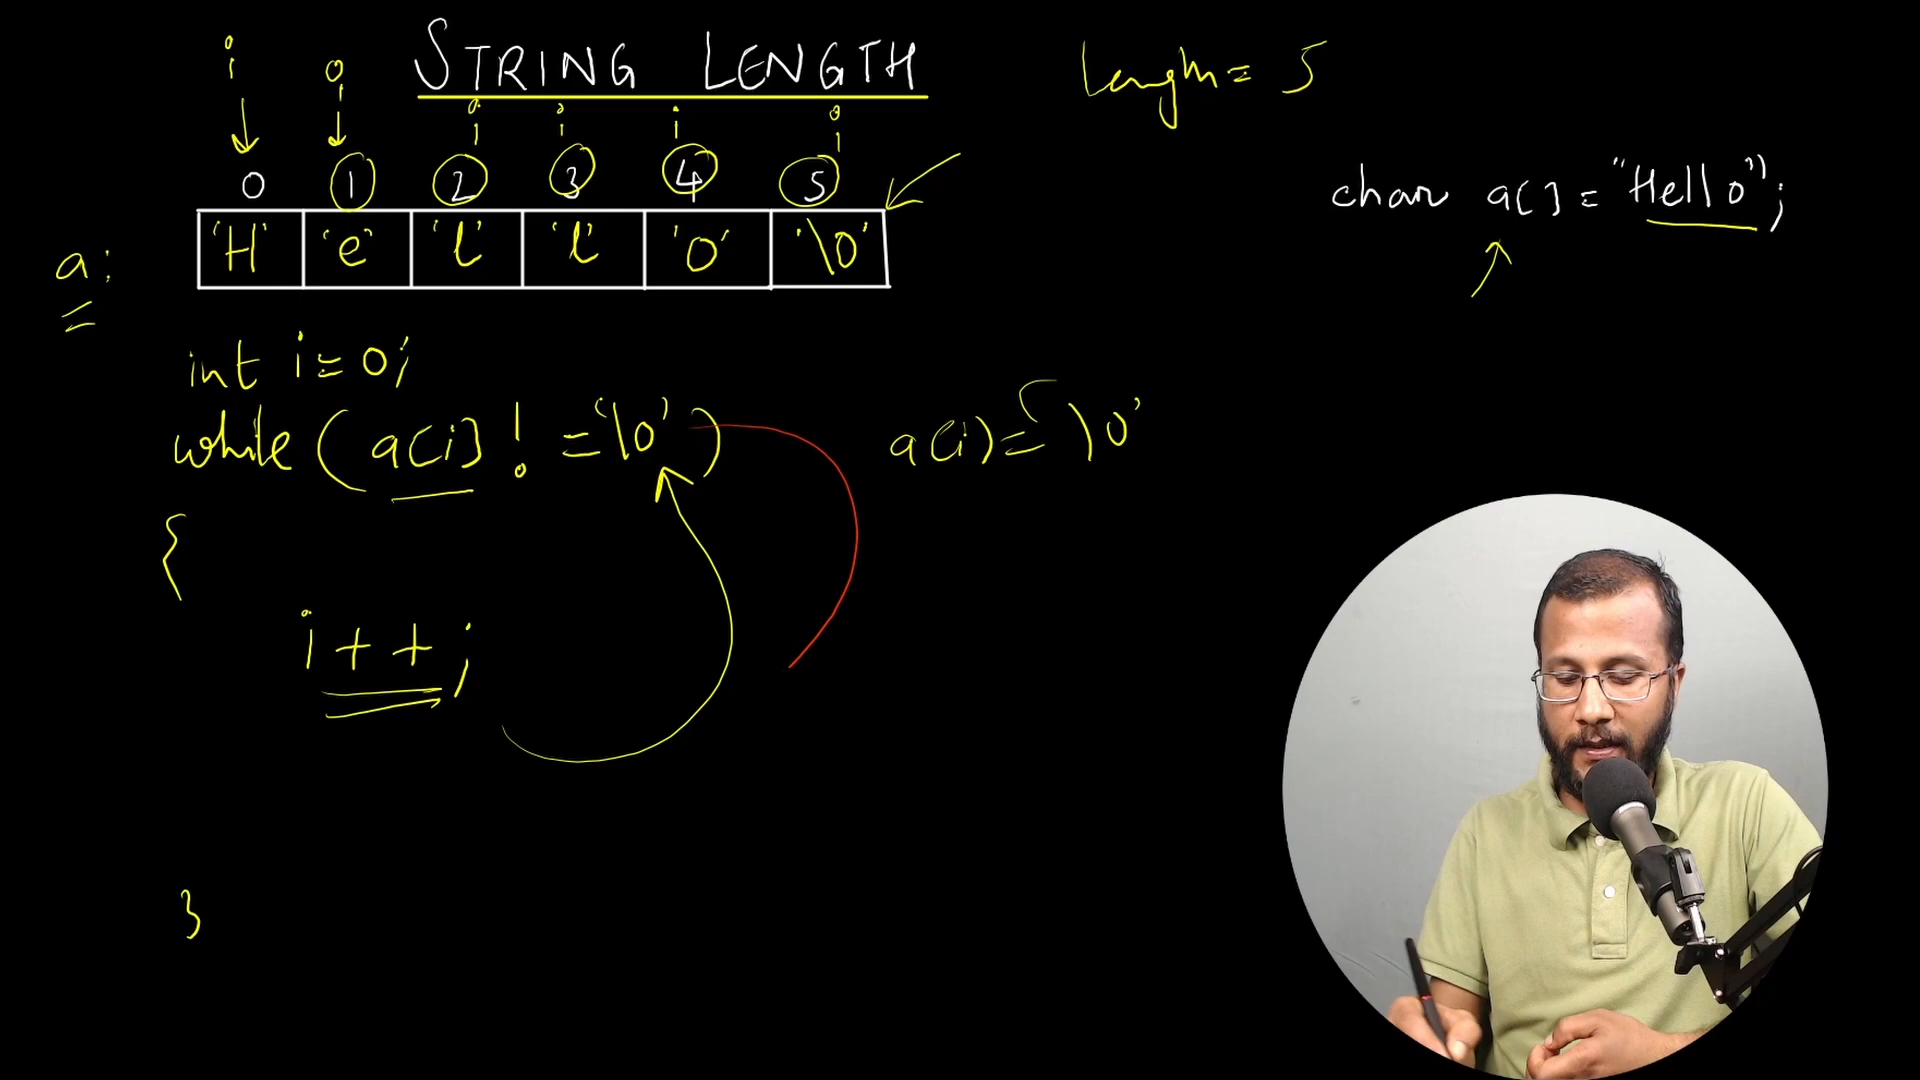 STRING LENGTH
length = 5
i i i i i i
0 1 2 3 4 5
char a[] = "Hello";
a: 'H' 'e' 'l' 'l' 'o' '\0'
int i = 0;
while (a[i] != '\0')
a[i] = '\0'
{
i++;
}